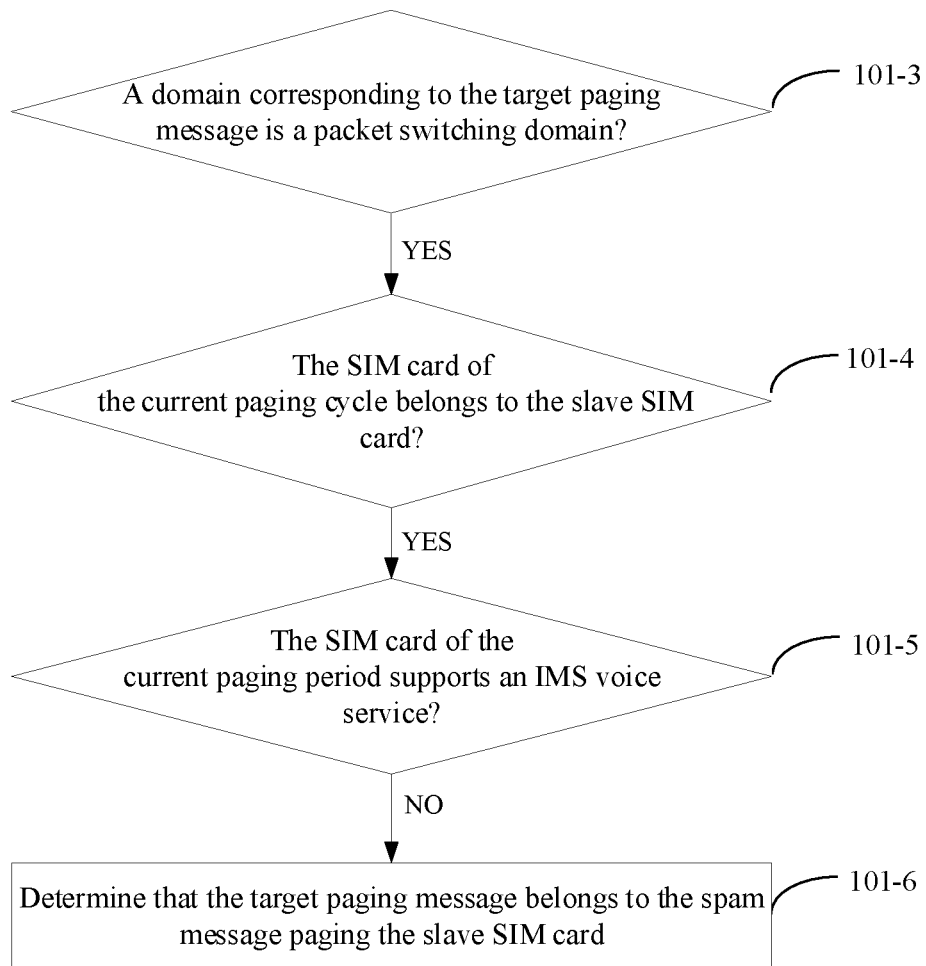 A domain corresponding to the target paging
message is a packet switching domain?
101-3
YES
The SIM card of
the current paging cycle belongs to the slave SIM
card?
101-4
YES
The SIM card of the
current paging period supports an IMS voice
service?
101-5
NO
Determine that the target paging message belongs to the spam
message paging the slave SIM card
101-6